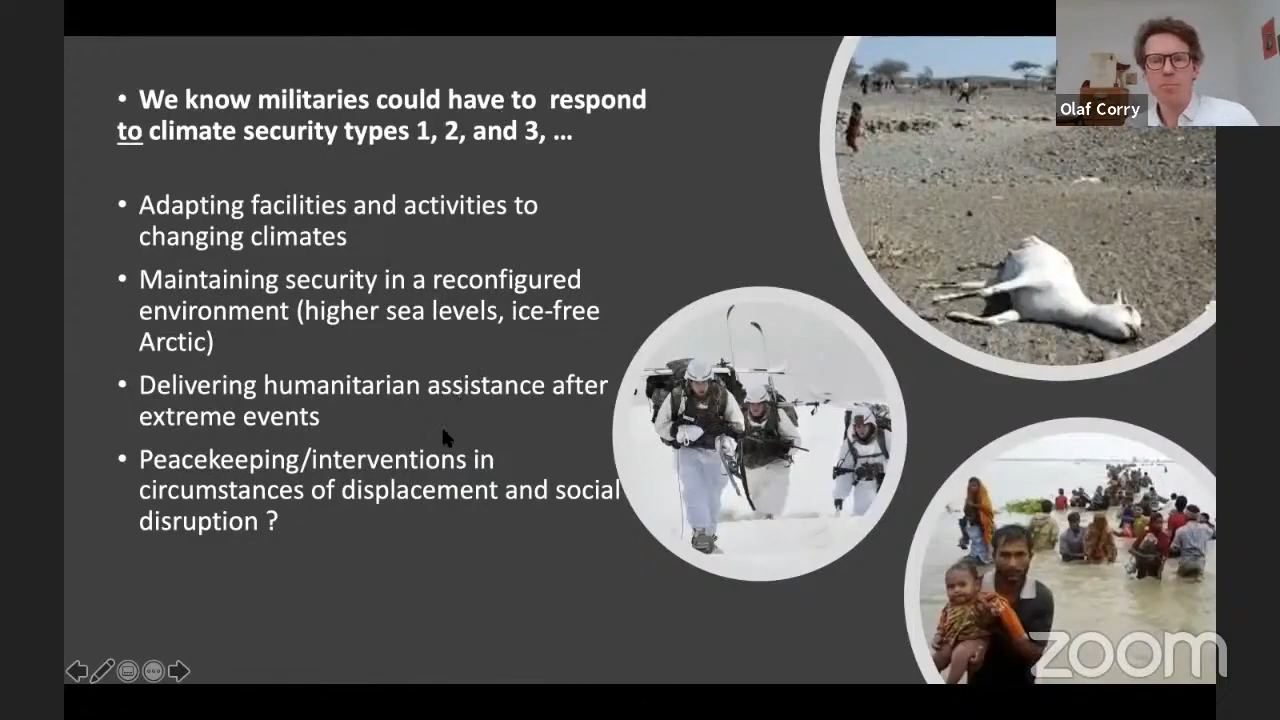 • We know militaries could have to  respond
to climate security types 1, 2, and 3, …
• Adapting facilities and activities to
changing climates
• Maintaining security in a reconfigured
environment (higher sea levels, ice-free
Arctic)
• Delivering humanitarian assistance after
extreme events
• Peacekeeping/interventions in
circumstances of displacement and social
disruption ?
Olaf Corry
zoom